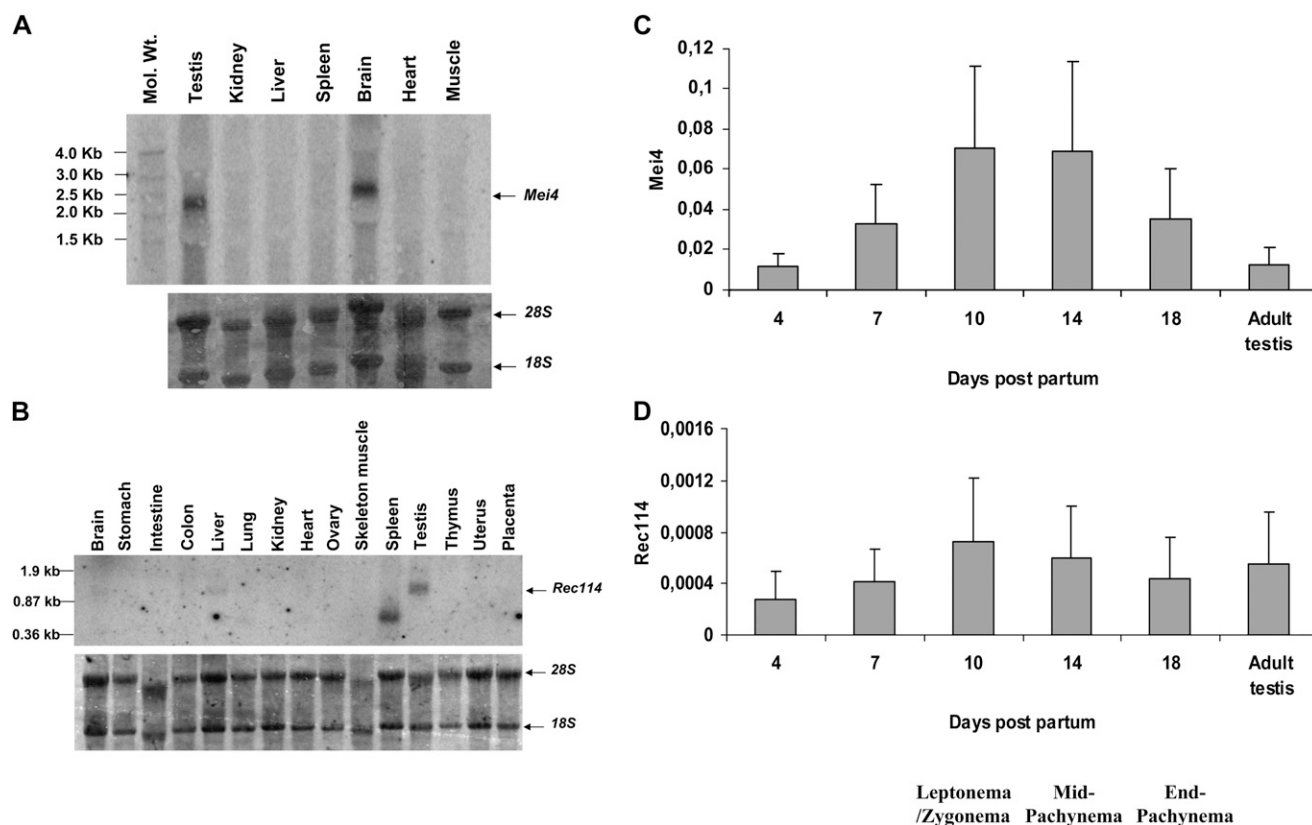 A
Mol. Wt.
Testis
Kidney
Liver
Spleen
Brain
Heart
Muscle
4.0 Kb
3.0 Kb
2.5 Kb
2.0 Kb
1.5 Kb
Mei4
28S
18S
B
Brain
Stomach
Intestine
Colon
Liver
Lung
Kidney
Heart
Ovary
Skeleton muscle
Spleen
Testis
Thymus
Uterus
Placenta
1.9 kb
0.87 kb
0.36 kb
Rec114
28S
18S
C
Mei4
0,12
0,1
0,08
0,06
0,04
0,02
0
4 7 10 14 18 Adult
testis
Days post partum
D
Rec114
0,0016
0,0012
0,0008
0,0004
0
4 7 10 14 18 Adult
testis
Days post partum
Leptonema Mid- End-
/Zygonema Pachynema Pachynema